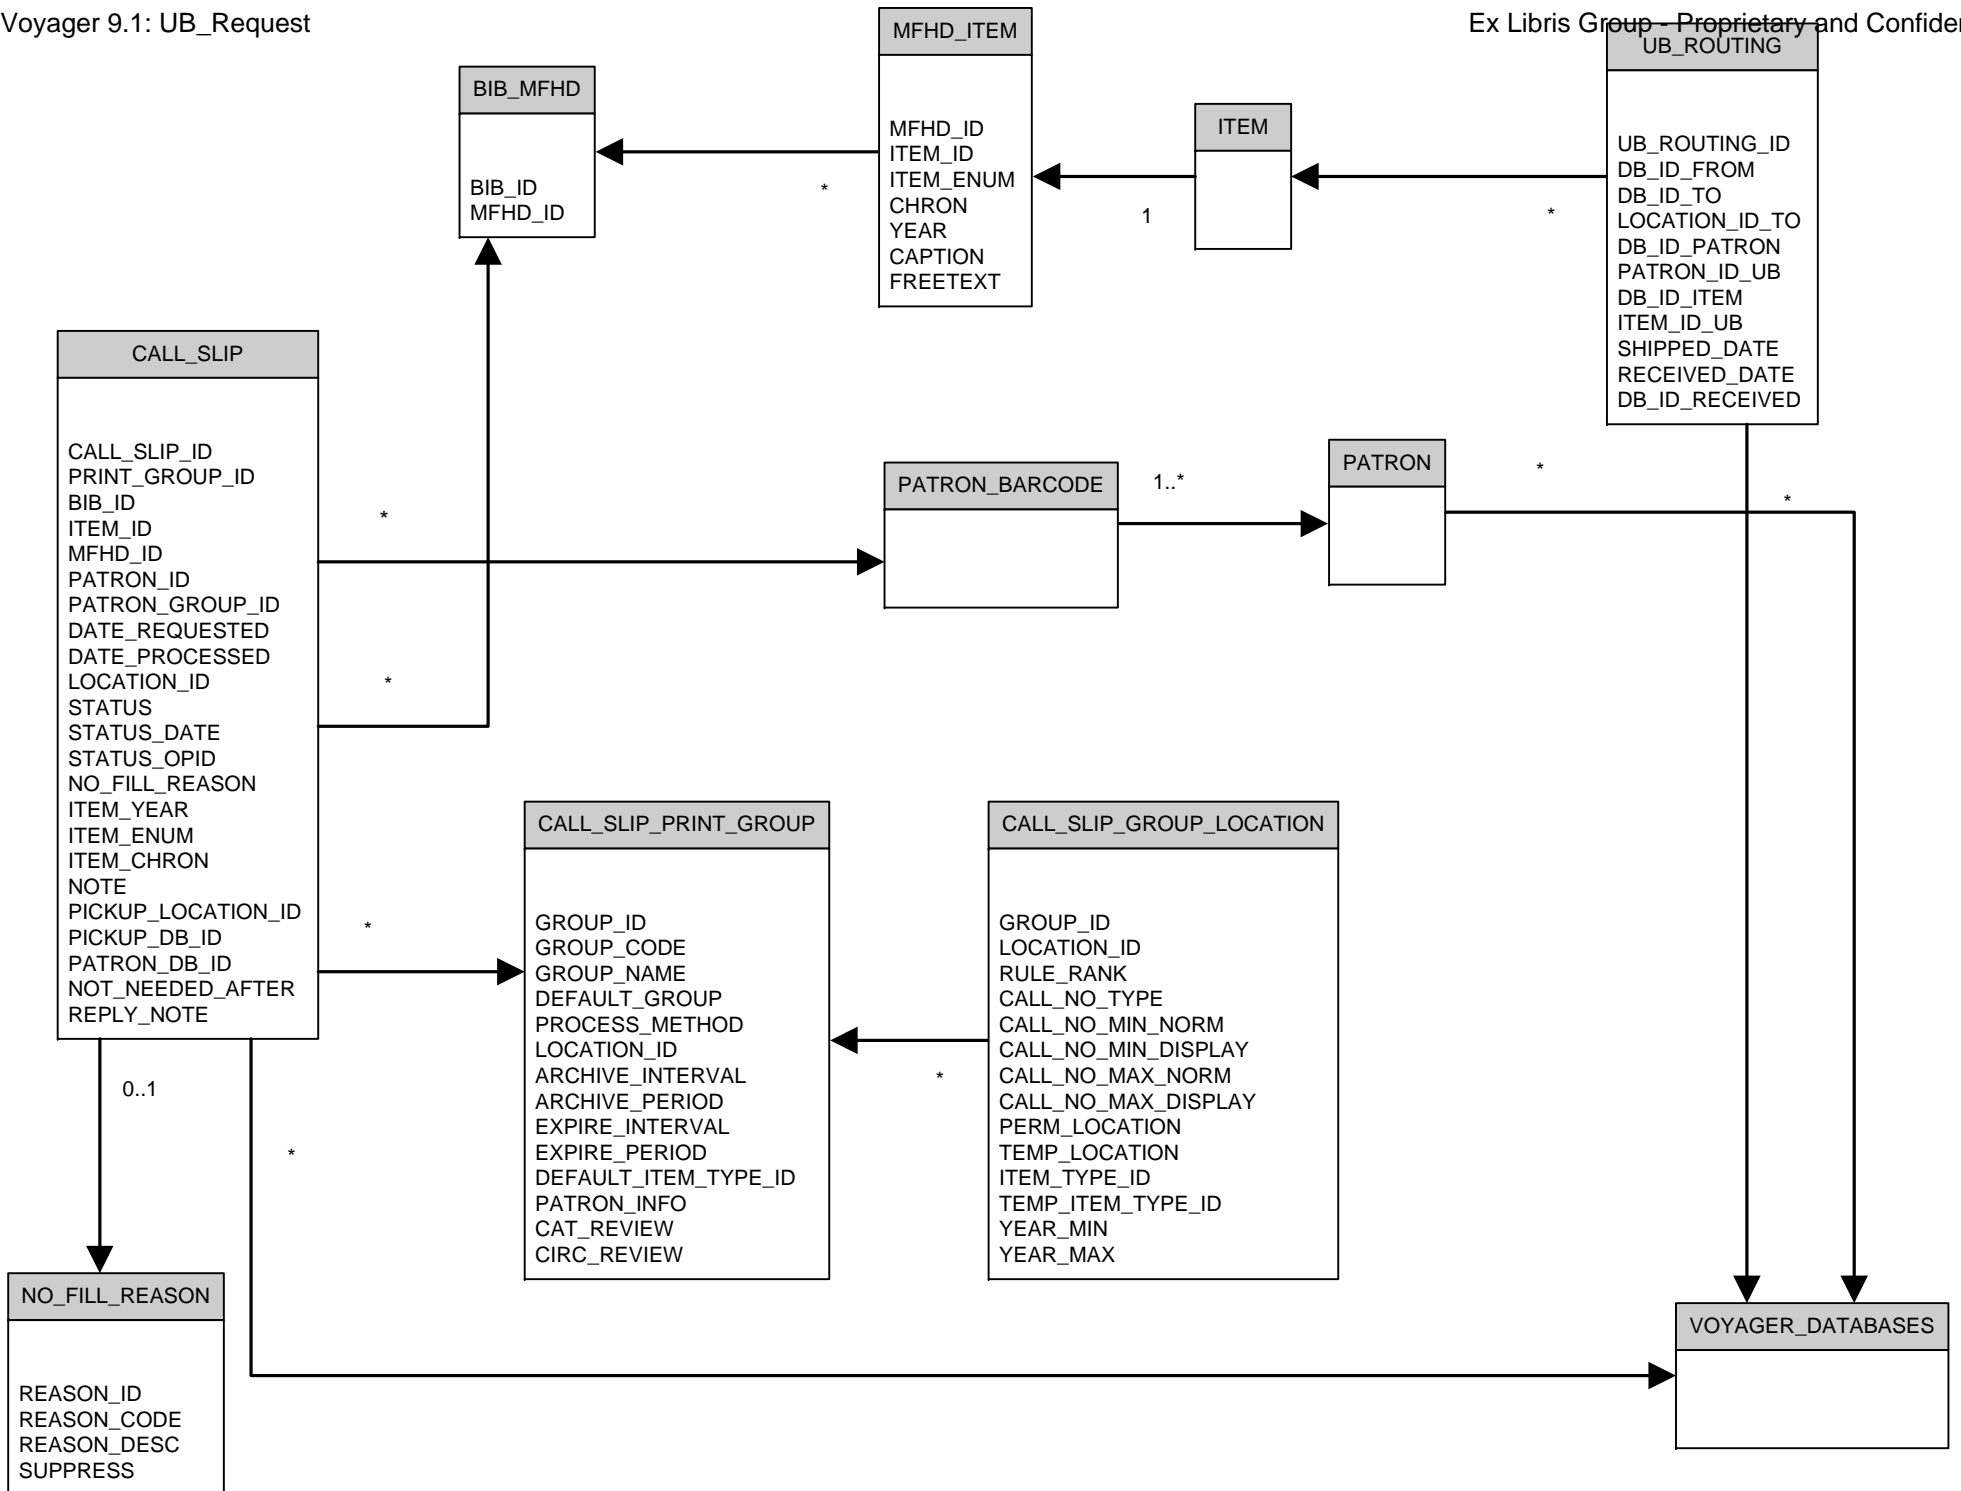 Voyager 9.1: UB_Request
Ex Libris Group - Proprietary and Confider
MFHD_ITEM
MFHD_ID
ITEM_ID
ITEM_ENUM
CHRON
YEAR
CAPTION
FREETEXT
UB_ROUTING
UB_ROUTING_ID
DB_ID_FROM
DB_ID_TO
LOCATION_ID_TO
DB_ID_PATRON
PATRON_ID_UB
DB_ID_ITEM
ITEM_ID_UB
SHIPPED_DATE
RECEIVED_DATE
DB_ID_RECEIVED
BIB_MFHD
BIB_ID
MFHD_ID
*
ITEM
1
*
CALL_SLIP
CALL_SLIP_ID
PRINT_GROUP_ID
BIB_ID
ITEM_ID
MFHD_ID
PATRON_ID
PATRON_GROUP_ID
DATE_REQUESTED
DATE_PROCESSED
LOCATION_ID
STATUS
STATUS_DATE
STATUS_OPID
NO_FILL_REASON
ITEM_YEAR
ITEM_ENUM
ITEM_CHRON
NOTE
PICKUP_LOCATION_ID
PICKUP_DB_ID
PATRON_DB_ID
NOT_NEEDED_AFTER
REPLY_NOTE
*
*
*
PATRON_BARCODE
1..*
PATRON
*
*
CALL_SLIP_PRINT_GROUP
GROUP_ID
GROUP_CODE
GROUP_NAME
DEFAULT_GROUP
PROCESS_METHOD
LOCATION_ID
ARCHIVE_INTERVAL
ARCHIVE_PERIOD
EXPIRE_INTERVAL
EXPIRE_PERIOD
DEFAULT_ITEM_TYPE_ID
PATRON_INFO
CAT_REVIEW
CIRC_REVIEW
*
CALL_SLIP_GROUP_LOCATION
GROUP_ID
LOCATION_ID
RULE_RANK
CALL_NO_TYPE
CALL_NO_MIN_NORM
CALL_NO_MIN_DISPLAY
CALL_NO_MAX_NORM
CALL_NO_MAX_DISPLAY
PERM_LOCATION
TEMP_LOCATION
ITEM_TYPE_ID
TEMP_ITEM_TYPE_ID
YEAR_MIN
YEAR_MAX
0..1
*
NO_FILL_REASON
REASON_ID
REASON_CODE
REASON_DESC
SUPPRESS
VOYAGER_DATABASES